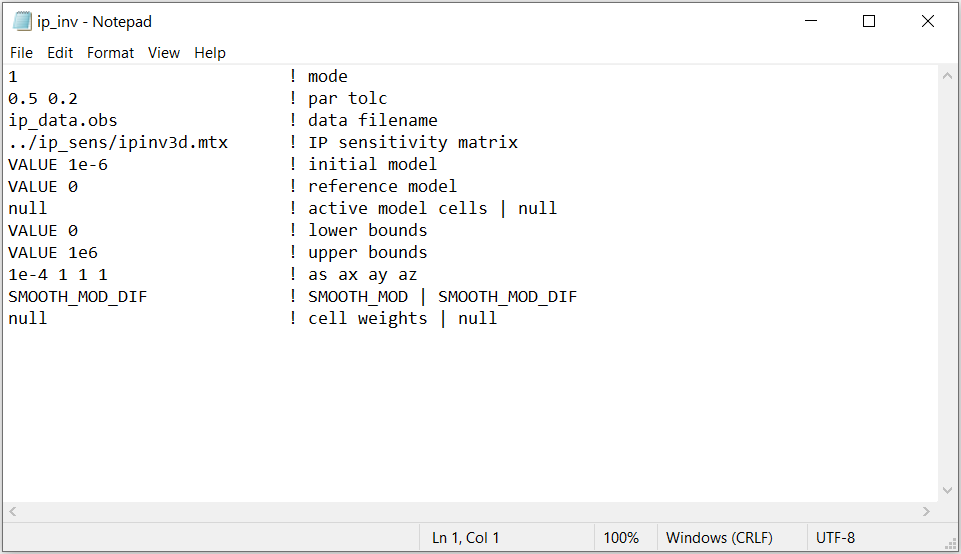 ip_inv - Notepad
File Edit Format View Help
1 ! mode
0.5 0.2 ! par tolc
ip_data.obs ! data filename
../ip_sens/ipinv3d.mtx ! IP sensitivity matrix
VALUE 1e-6 ! initial model
VALUE 0 ! reference model
null ! active model cells | null
VALUE 0 ! lower bounds
VALUE 1e6 ! upper bounds
1e-4 1 1 1 ! as ax ay az
SMOOTH_MOD_DIF ! SMOOTH_MOD | SMOOTH_MOD_DIF
null ! cell weights | null
Ln 1, Col 1 100% Windows (CRLF) UTF-8